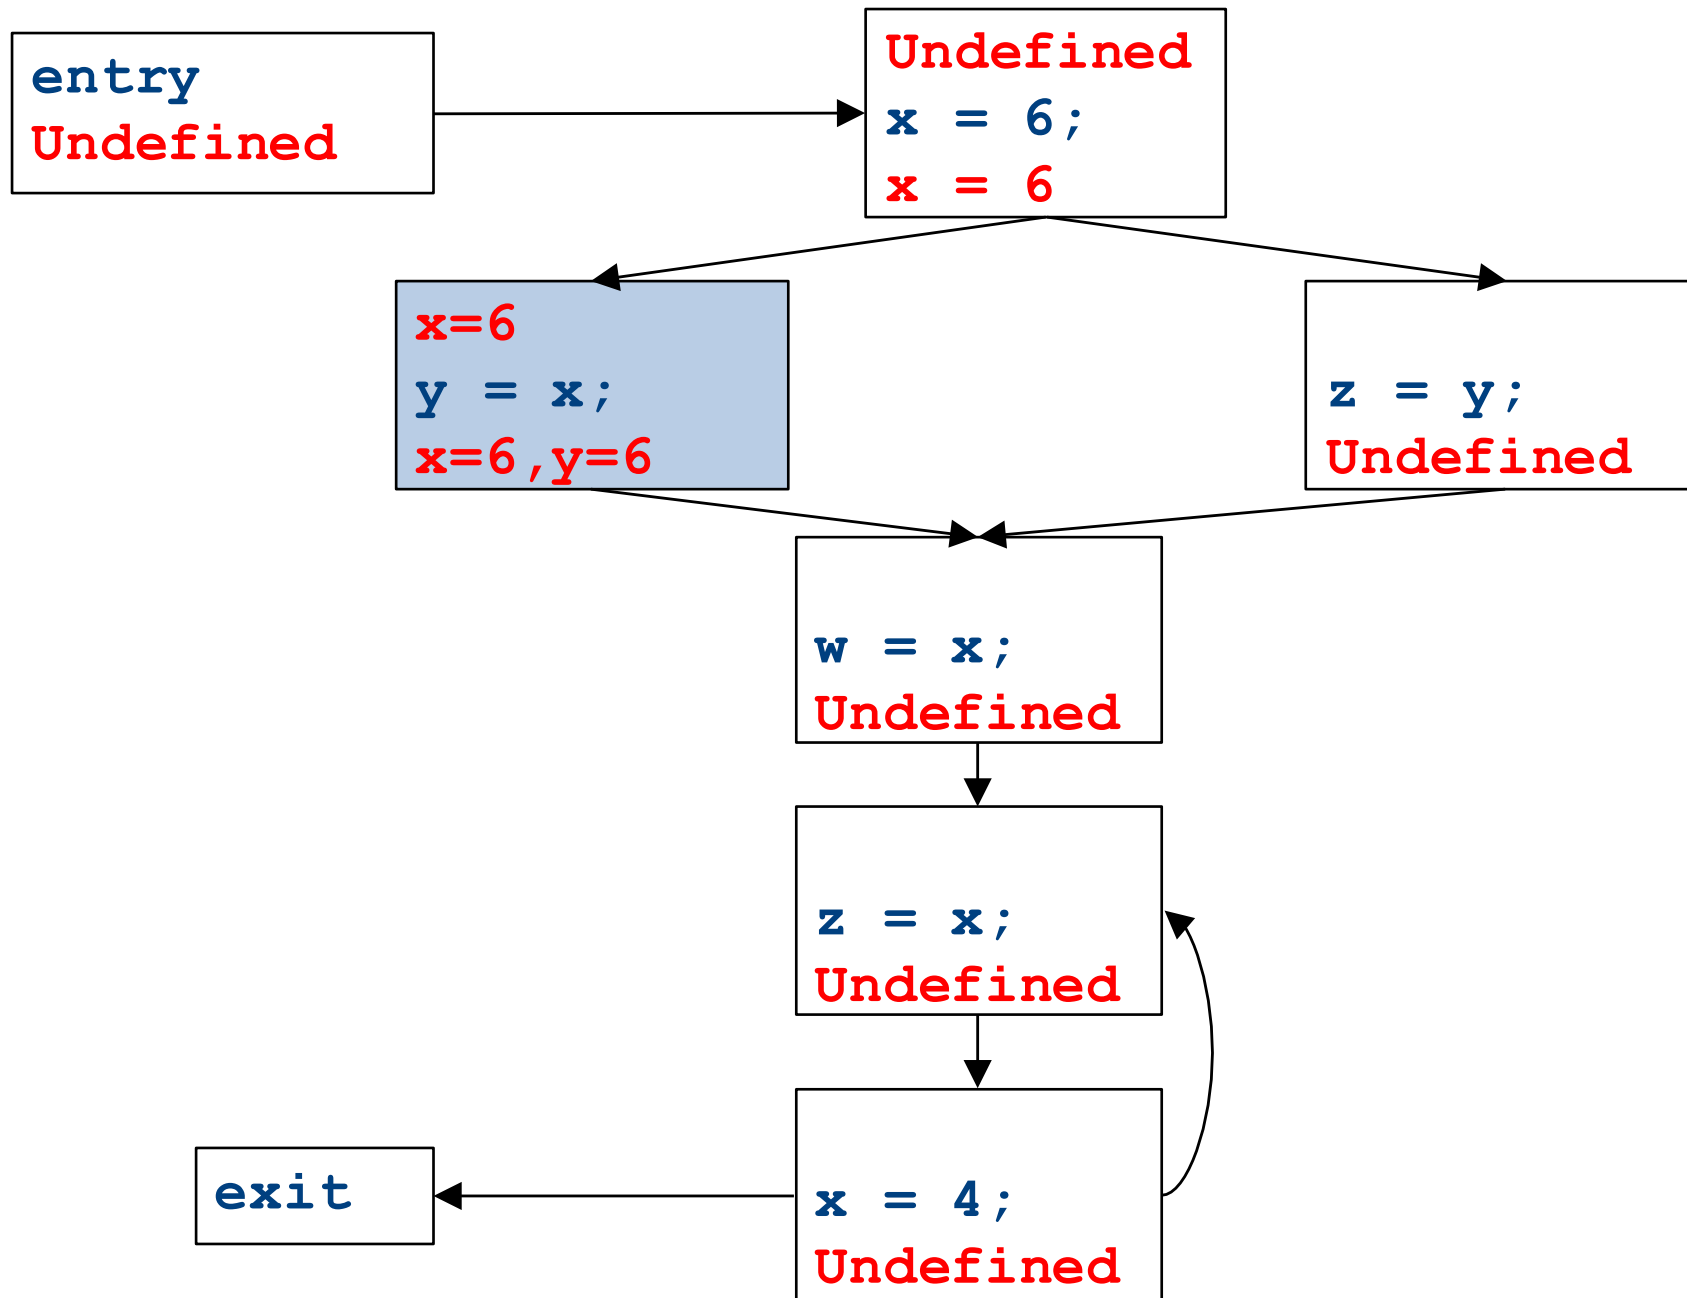 entry
Undefined
Undefined
x = 6;
x = 6
x=6
y = x;
x=6,y=6
z = y;
Undefined
w = x;
Undefined
z = x;
Undefined
exit
x = 4;
Undefined